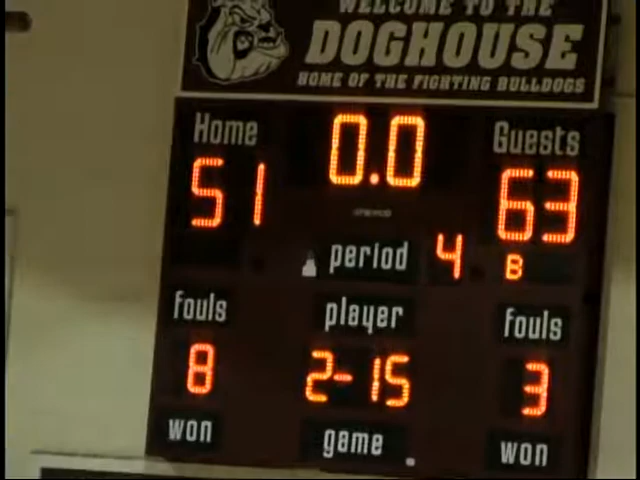 WELCOME TO THE
DOGHOUSE
HOME OF THE FIGHTING BULLDOGS
Home 0.0 Guests
51 63
period 4 B
fouls player fouls
8 2-15 3
won game won